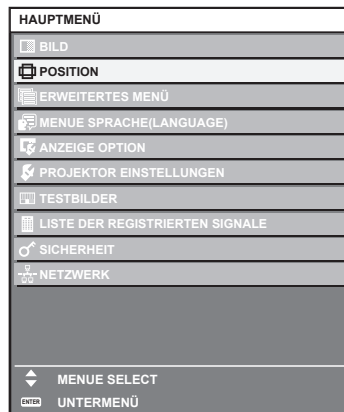 HAUPTMENÜ
BILD
POSITION
ERWEITERTES MENÜ
MENUE SPRACHE(LANGUAGE)
ANZEIGE OPTION
PROJEKTOR EINSTELLUNGEN
TESTBILDER
LISTE DER REGISTRIERTEN SIGNALE
SICHERHEIT
NETZWERK
MENUE SELECT
ENTER UNTERMENÜ